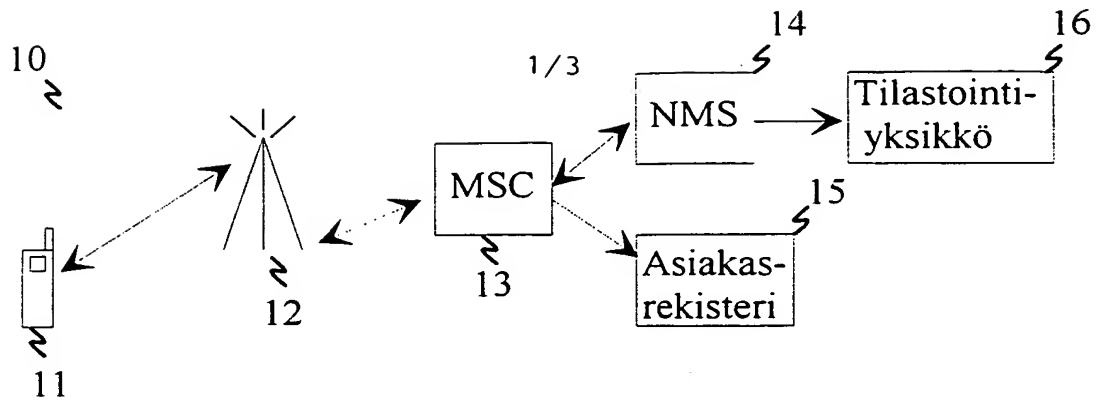 10
1/3
14
16
NMS
Tilastointi-
yksikkö
MSC
15
13
Asiakas-
rekisteri
12
11